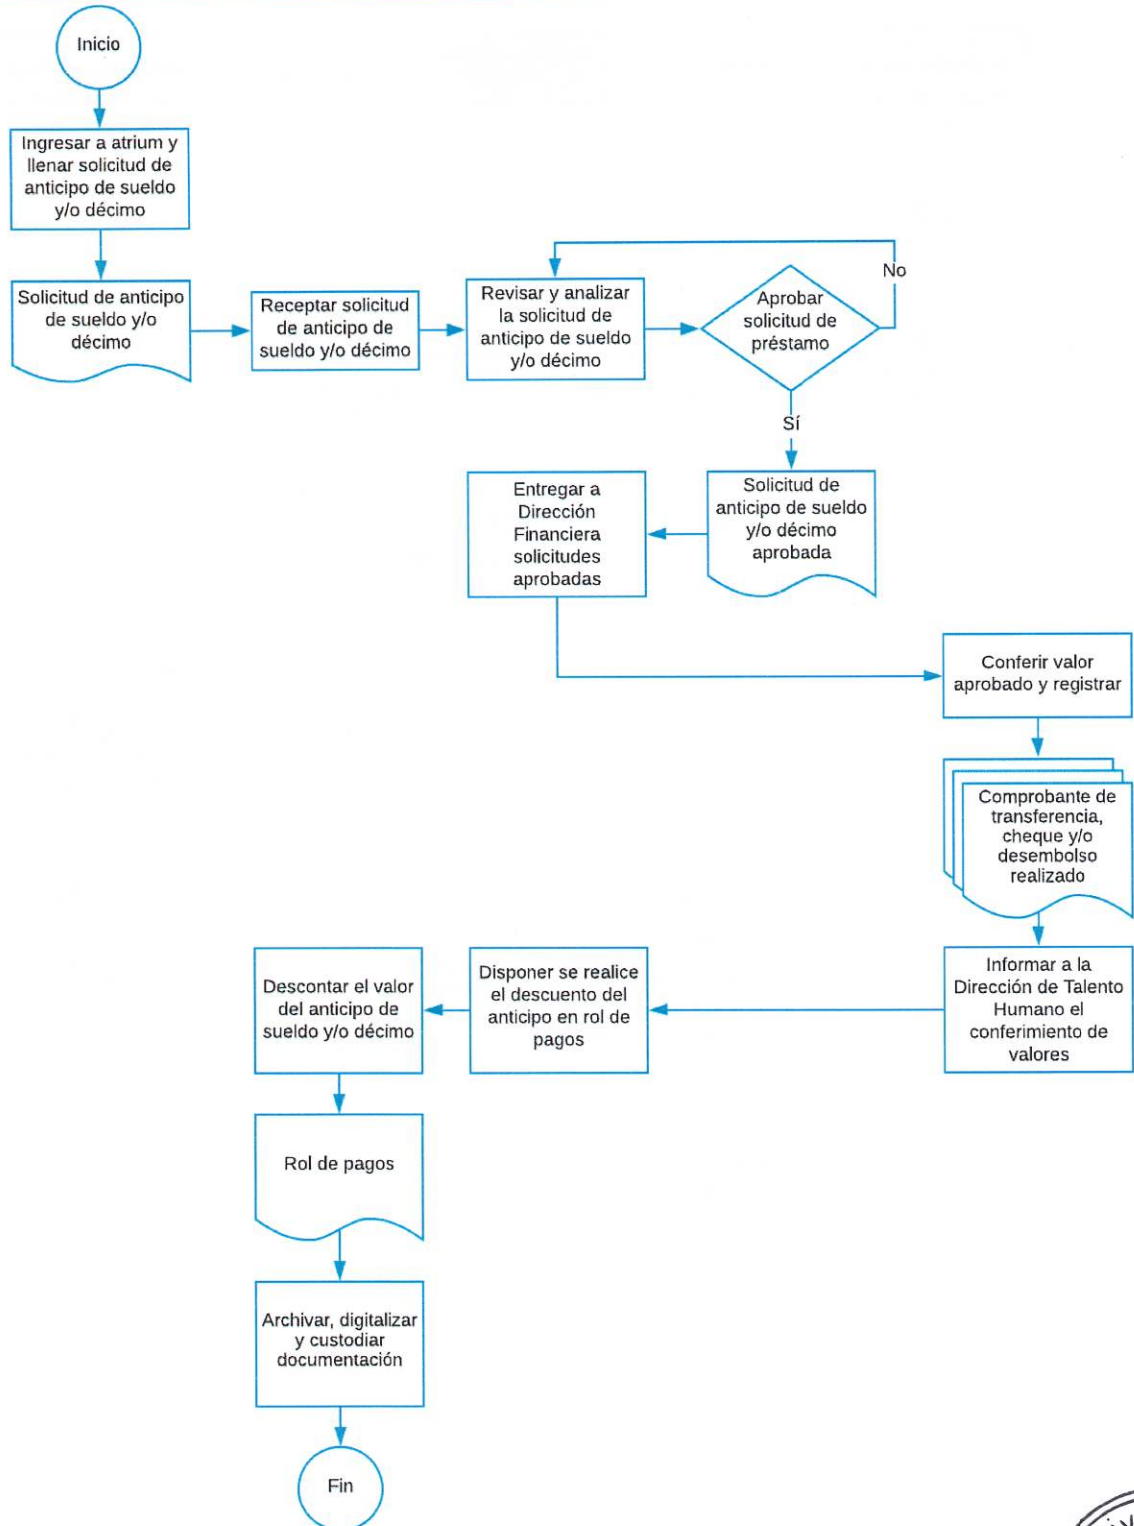 Inicio
Ingresar a atrium y
llenar solicitud de
anticipo de sueldo
y/o décimo
Solicitud de anticipo
de sueldo y/o
décimo
Receptar solicitud
de anticipo de
sueldo y/o décimo
Revisar y analizar
la solicitud de
anticipo de sueldo
y/o décimo
Aprobar
solicitud de
préstamo
No
Sí
Solicitud de
anticipo de sueldo
y/o décimo
aprobada
Entregar a
Dirección
Financiera
solicitudes
aprobadas
Conferir valor
aprobado y registrar
Comprobante de
transferencia,
cheque y/o
desembolso
realizado
Informar a la
Dirección de Talento
Humano el
conferimiento de
valores
Disponer se realice
el descuento del
anticipo en rol de
pagos
Descontar el valor
del anticipo de
sueldo y/o décimo
Rol de pagos
Archivar, digitalizar
y custodiar
documentación
Fin